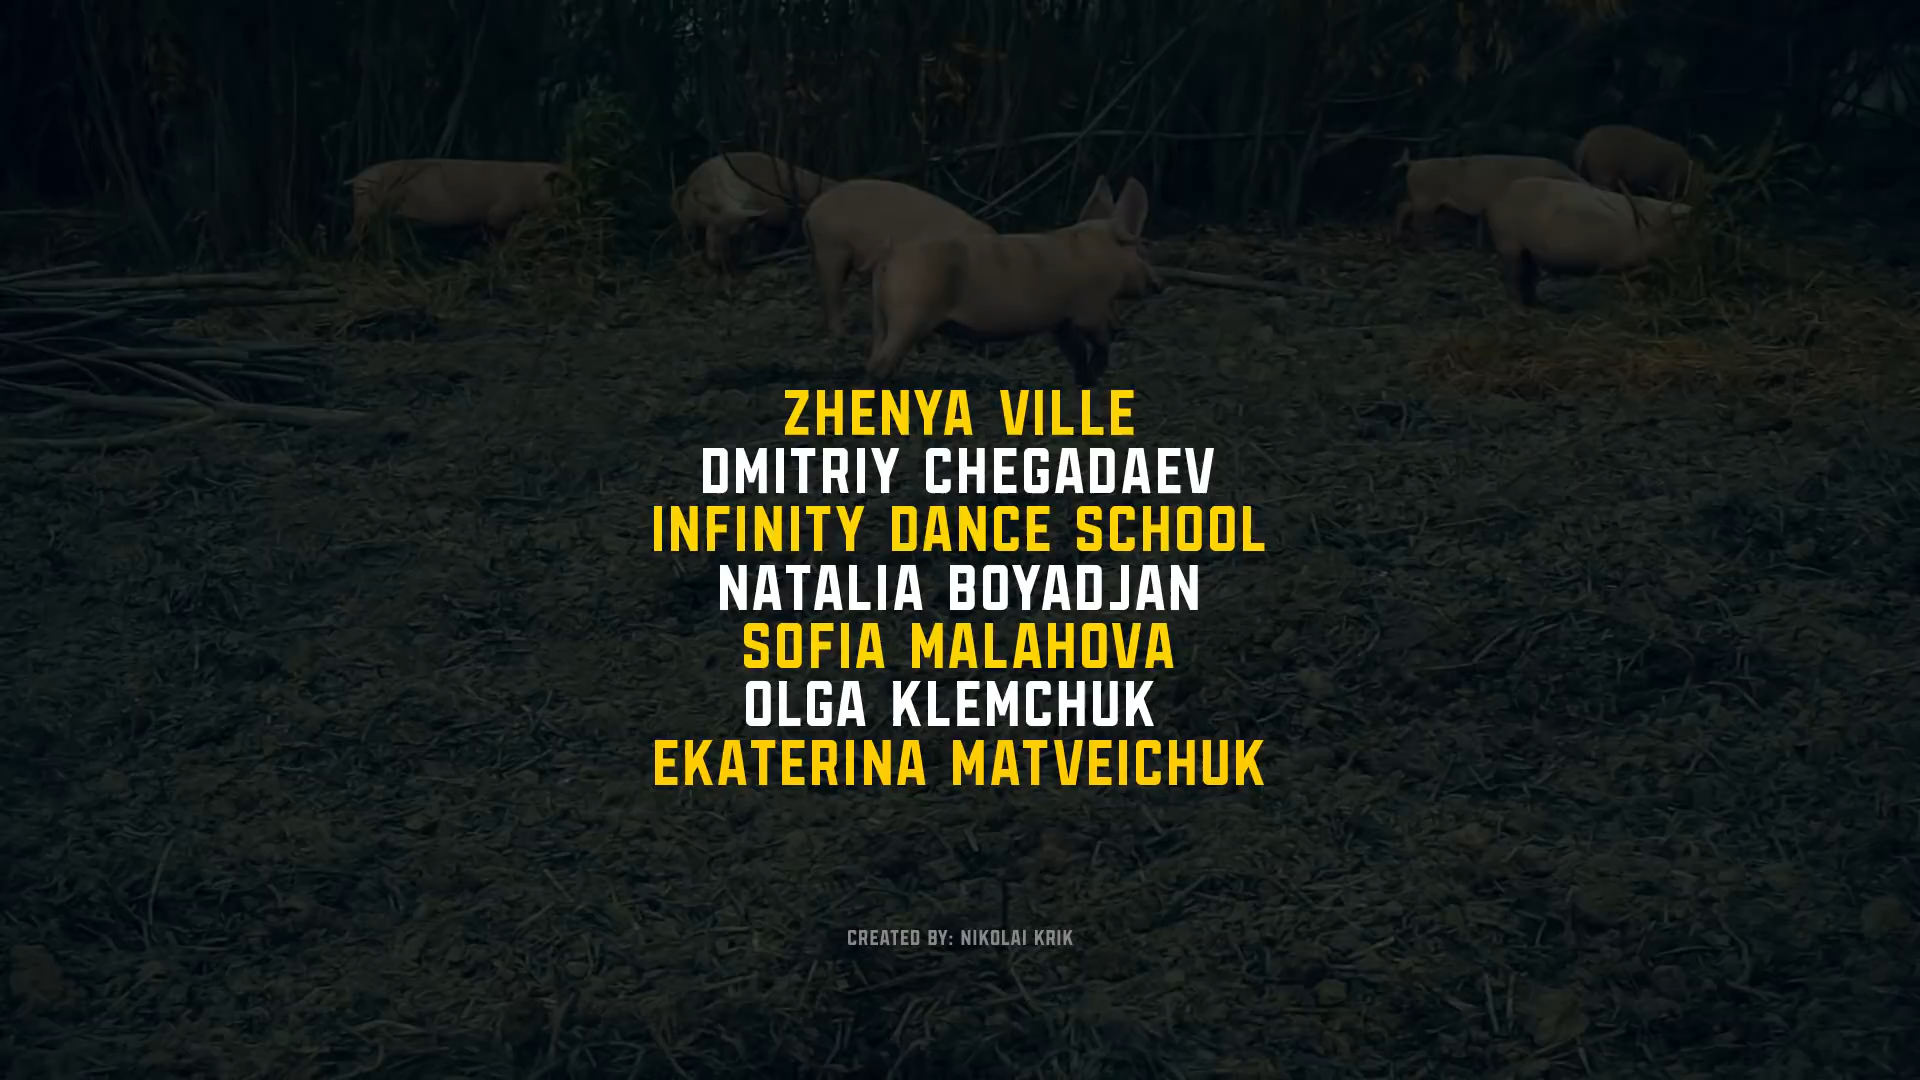 ZHENYA VILLE
DMITRIY CHEGADAEV
INFINITY DANCE SCHOOL
NATALIA BOYADJAN
SOFIA MALAHOVA
OLGA KLEMCHUK
EKATERINA MATVEICHUK
CREATED BY: NIKOLAI KRIK